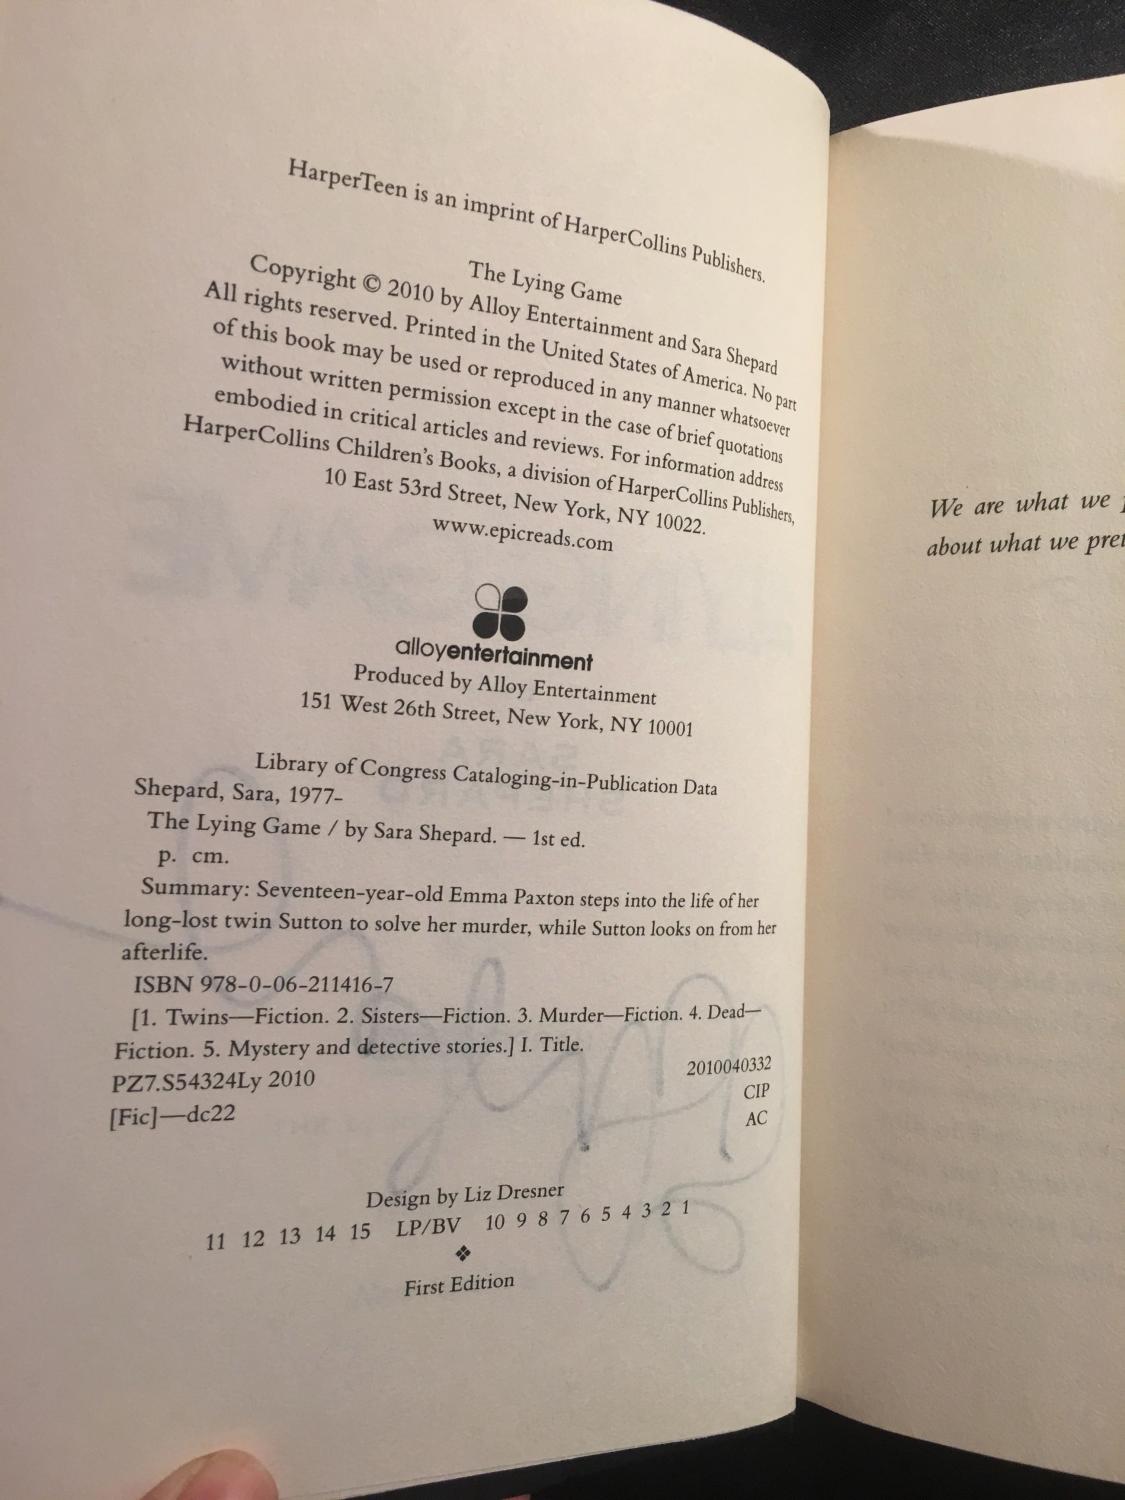 HarperTeen is an imprint of HarperCollins Publishers.
The Lying Game
Copyright © 2010 by Alloy Entertainment and Sara Shepard
All rights reserved. Printed in the United States of America. No part
of this book may be used or reproduced in any manner whatsoever
without written permission except in the case of brief quotations
embodied in critical articles and reviews. For information address
HarperCollins Children's Books, a division of HarperCollins Publishers,
10 East 53rd Street, New York, NY 10022.
www.epicreads.com
alloyentertainment
Produced by Alloy Entertainment
151 West 26th Street, New York, NY 10001
Library of Congress Cataloging-in-Publication Data
Shepard, Sara, 1977–
The Lying Game / by Sara Shepard. — 1st ed.
p. cm.
Summary: Seventeen-year-old Emma Paxton steps into the life of her
long-lost twin Sutton to solve her murder, while Sutton looks on from her
afterlife.
ISBN 978-0-06-211416-7
[1. Twins—Fiction. 2. Sisters—Fiction. 3. Murder—Fiction. 4. Dead—
Fiction. 5. Mystery and detective stories.] I. Title.
PZ7.S54324Ly 2010 2010040332
[Fic]—dc22 CIP
AC
Design by Liz Dresner
11 12 13 14 15 LP/BV 10 9 8 7 6 5 4 3 2 1
❖
First Edition
We are what we
about what we